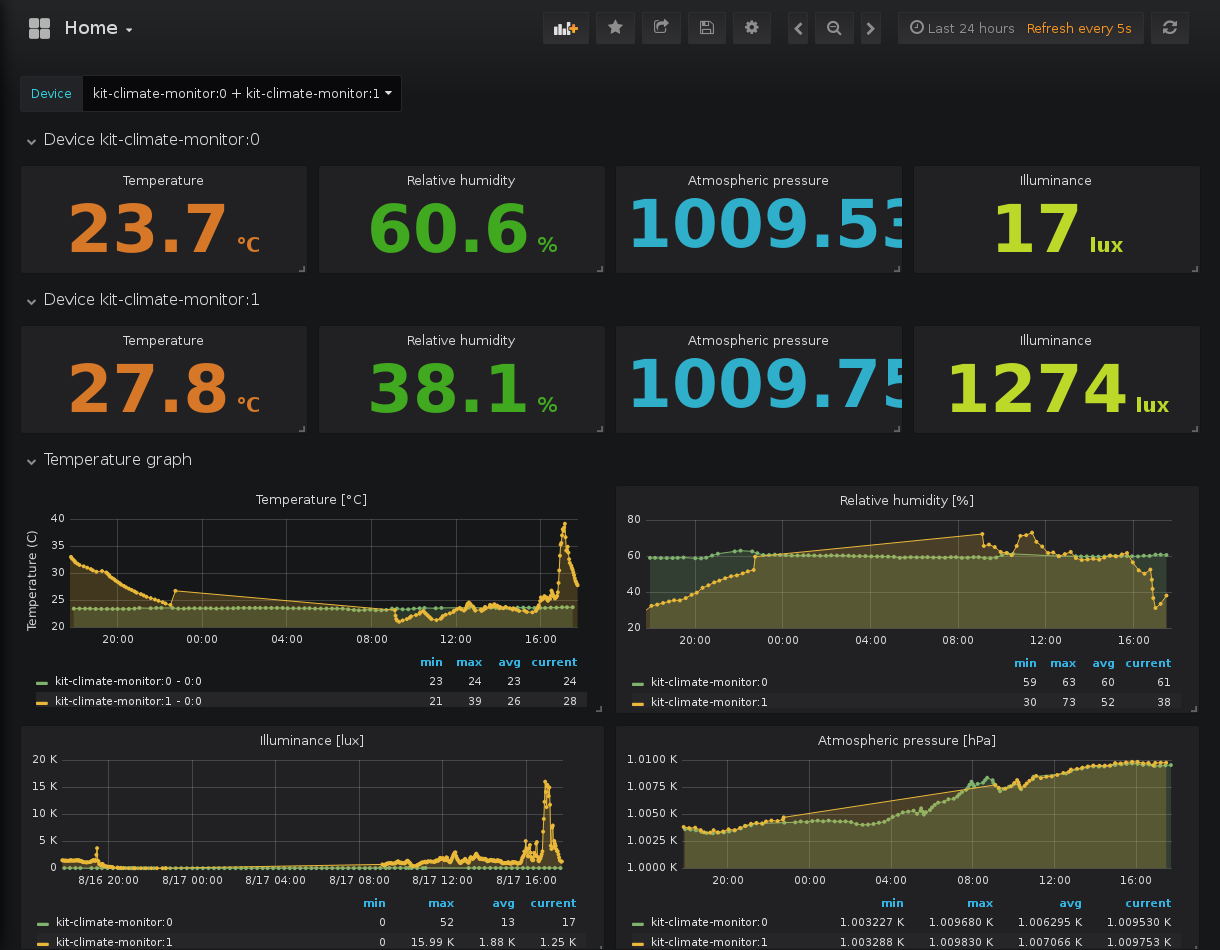 Home
Last 24 hours Refresh every 5s
Device kit-climate-monitor:0 + kit-climate-monitor:1
Device kit-climate-monitor:0
Temperature Relative humidity Atmospheric pressure Illuminance
23.7 °C 60.6 % 1009.53 17 lux
Device kit-climate-monitor:1
Temperature Relative humidity Atmospheric pressure Illuminance
27.8 °C 38.1 % 1009.75 1274 lux
Temperature graph
Temperature [°C]
Temperature (C)
40
35
30
25
20
20:00 00:00 04:00 08:00 12:00 16:00
min max avg current
kit-climate-monitor:0 - 0:0 23 24 23 24
kit-climate-monitor:1 - 0:0 21 39 26 28
Relative humidity [%]
80
60
40
20
20:00 00:00 04:00 08:00 12:00 16:00
min max avg current
kit-climate-monitor:0 59 63 60 61
kit-climate-monitor:1 30 73 52 38
Illuminance [lux]
20 K
15 K
10 K
5 K
0
8/16 20:00 8/17 00:00 8/17 04:00 8/17 08:00 8/17 12:00 8/17 16:00
min max avg current
kit-climate-monitor:0 0 52 13 17
kit-climate-monitor:1 0 15.99 K 1.88 K 1.25 K
Atmospheric pressure [hPa]
1.0100 K
1.0075 K
1.0050 K
1.0025 K
1.0000 K
20:00 00:00 04:00 08:00 12:00 16:00
min max avg current
kit-climate-monitor:0 1.003227 K 1.009680 K 1.006295 K 1.009530 K
kit-climate-monitor:1 1.003288 K 1.009830 K 1.007066 K 1.009753 K